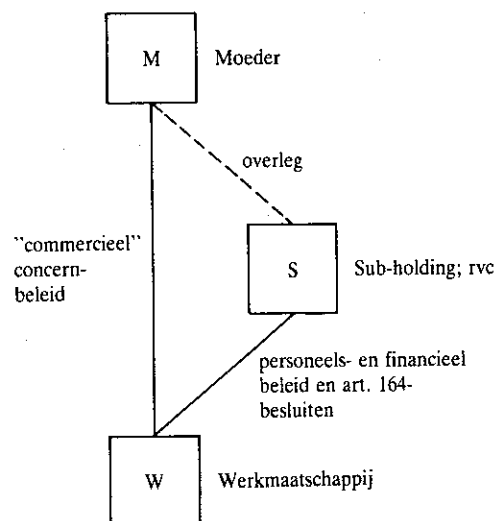 M Moeder
overleg
"commercieel"
concern-
beleid
S Sub-holding; rvc
personeels- en financieel
beleid en art. 164-
besluiten
W Werkmaatschappij